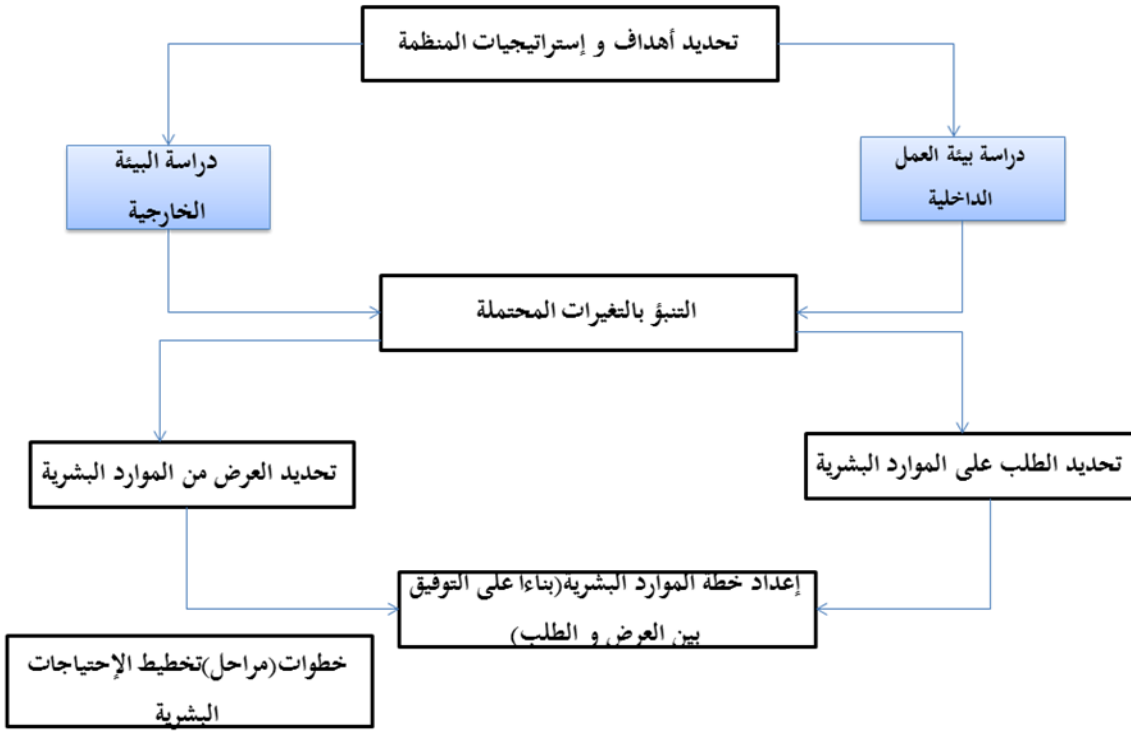 تحديد أهداف و إستراتيجيات المنظمة
دراسة بيئة العمل
الداخلية
دراسة البيئة
الخارجية
التنبؤ بالتغيرات المحتملة
تحديد الطلب على الموارد البشرية
تحديد العرض من الموارد البشرية
إعداد خطة الموارد البشرية(بناءا على التوفيق
بين العرض و الطلب)
خطوات(مراحل)تخطيط الإحتياجات
البشرية